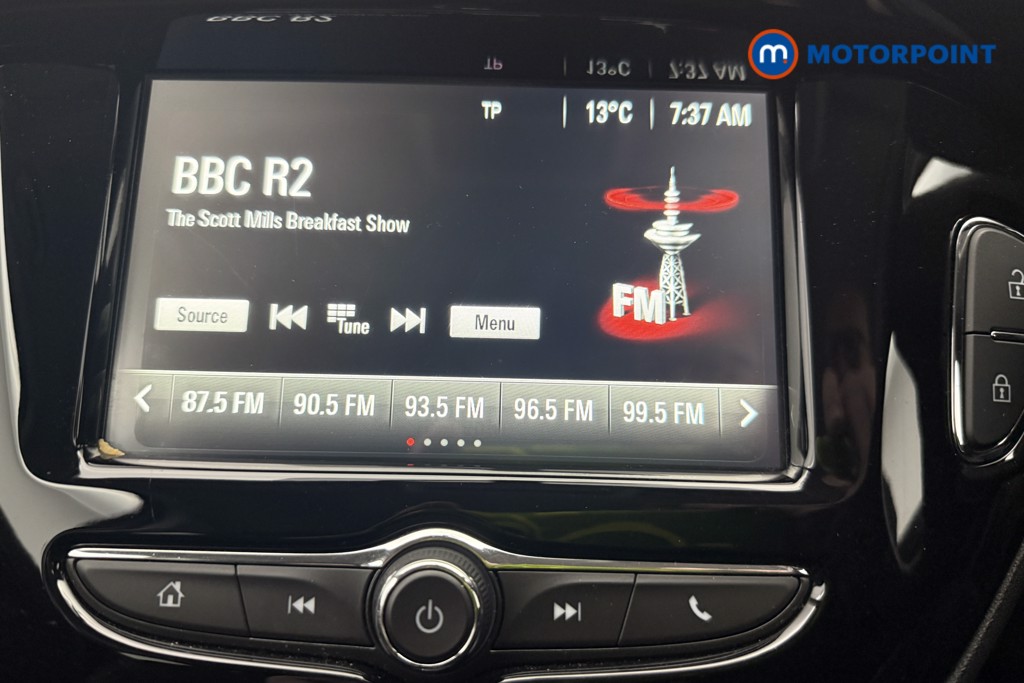 MOTORPOINT
TP 13°C 7:37 AM
BBC R2
The Scott Mills Breakfast Show
FM
Source Tune Menu
87.5 FM 90.5 FM 93.5 FM 96.5 FM 99.5 FM